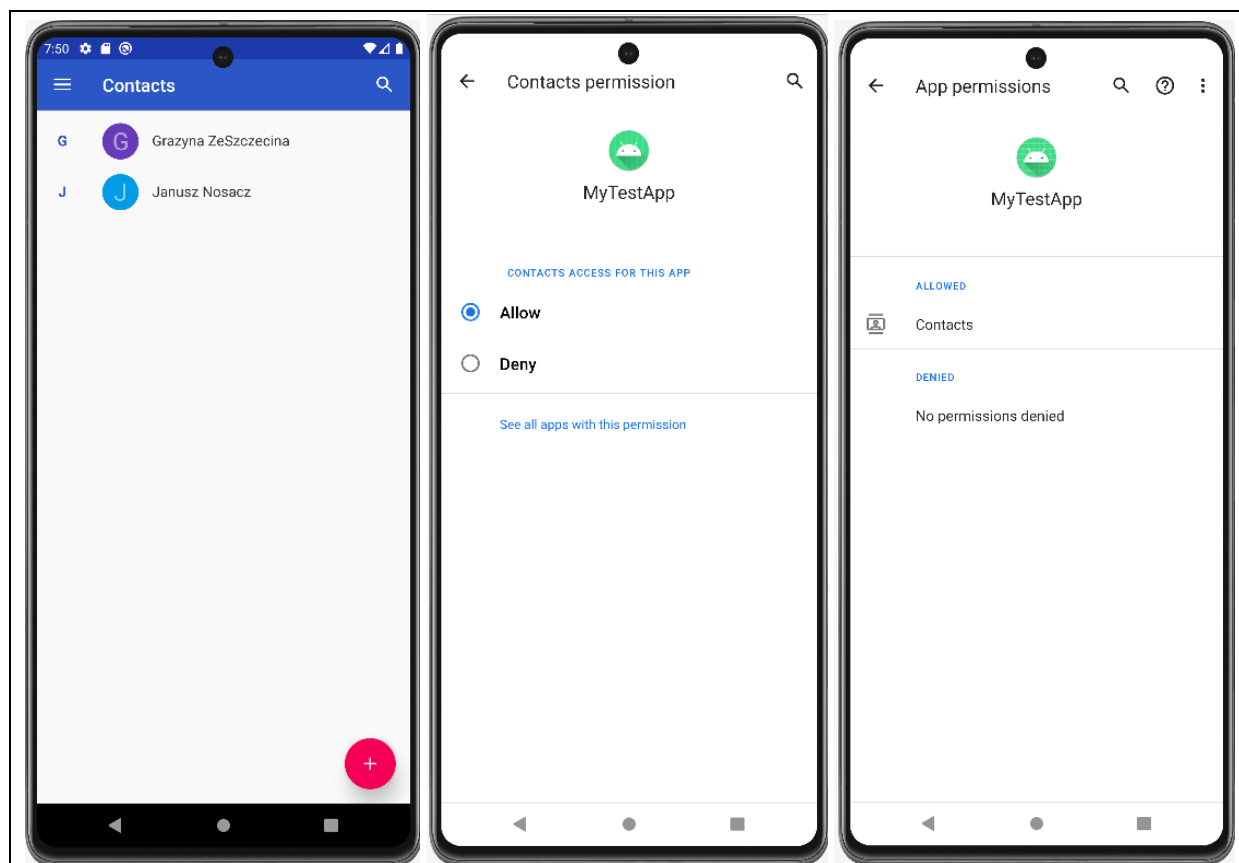 7:50
Contacts
G
G
Grazyna ZeSzczecina
J
J
Janusz Nosacz
+
Contacts permission
MyTestApp
CONTACTS ACCESS FOR THIS APP
Allow
Deny
See all apps with this permission
App permissions
MyTestApp
ALLOWED
Contacts
DENIED
No permissions denied